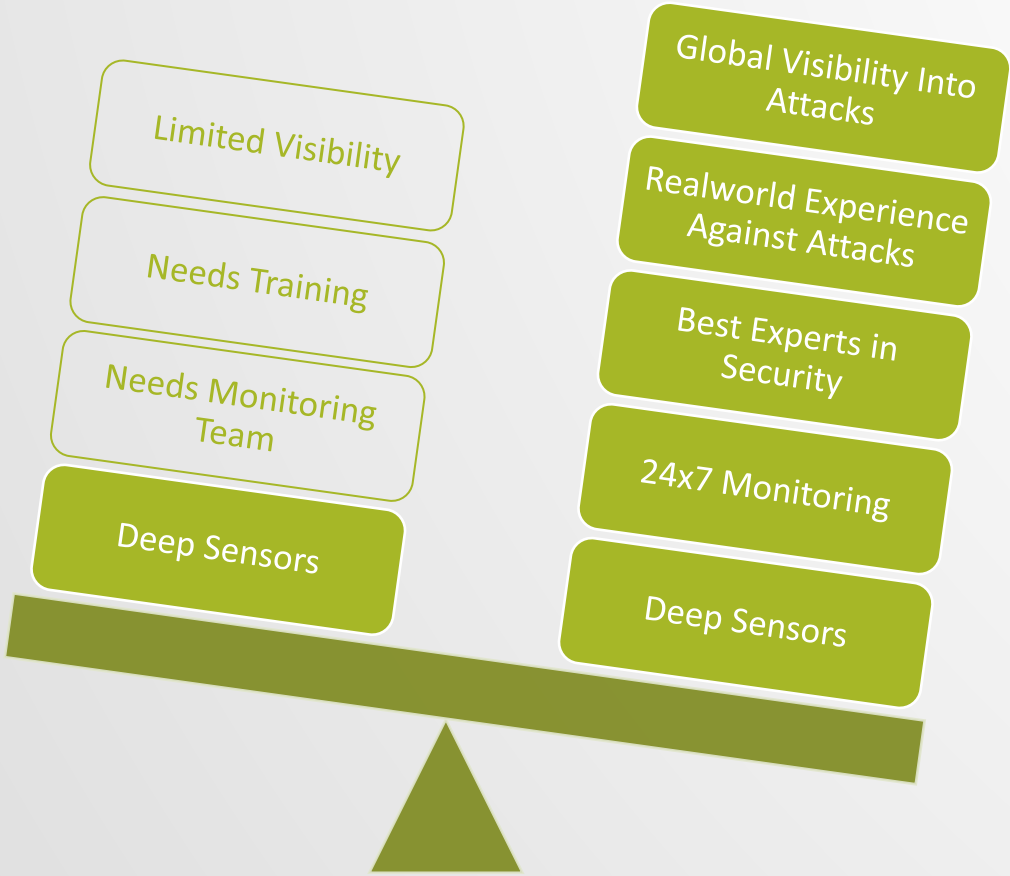 Limited Visibility
Needs Training
Needs Monitoring
Team
Deep Sensors
Global Visibility Into
Attacks
Realworld Experience
Against Attacks
Best Experts in
Security
24x7 Monitoring
Deep Sensors